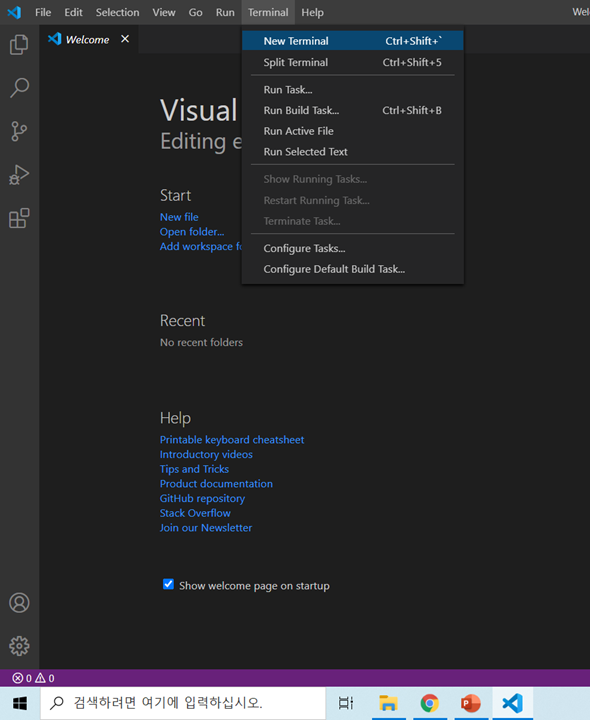 File Edit Selection View Go Run Terminal Help Wel
Welcome
New Terminal Ctrl+Shift+`
Split Terminal Ctrl+Shift+5
Run Task...
Run Build Task... Ctrl+Shift+B
Run Active File
Run Selected Text
Show Running Tasks...
Restart Running Task...
Terminate Task...
Configure Tasks...
Configure Default Build Task...
Visual
Editing e
Start
New file
Open folder...
Add workspace fo
Recent
No recent folders
Help
Printable keyboard cheatsheet
Introductory videos
Tips and Tricks
Product documentation
GitHub repository
Stack Overflow
Join our Newsletter
Show welcome page on startup
0 0
검색하려면 여기에 입력하십시오.